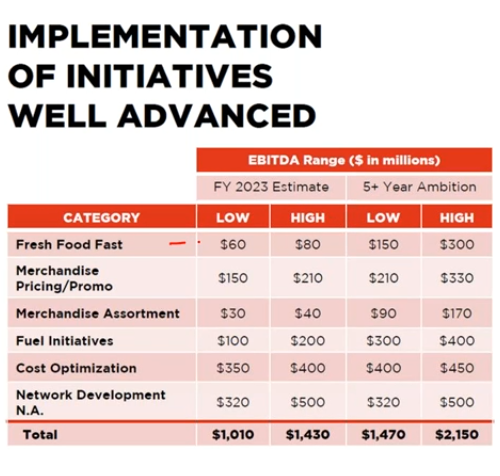 IMPLEMENTATION
OF INITIATIVES
WELL ADVANCED
EBITDA Range ($ in millions)
FY 2023 Estimate 5+ Year Ambition
CATEGORY LOW HIGH LOW HIGH
Fresh Food Fast $60 $80 $150 $300
Merchandise
Pricing/Promo $150 $210 $210 $330
Merchandise Assortment $30 $40 $90 $170
Fuel Initiatives $100 $200 $300 $400
Cost Optimization $350 $400 $400 $450
Network Development
N.A. $320 $500 $320 $500
Total $1,010 $1,430 $1,470 $2,150